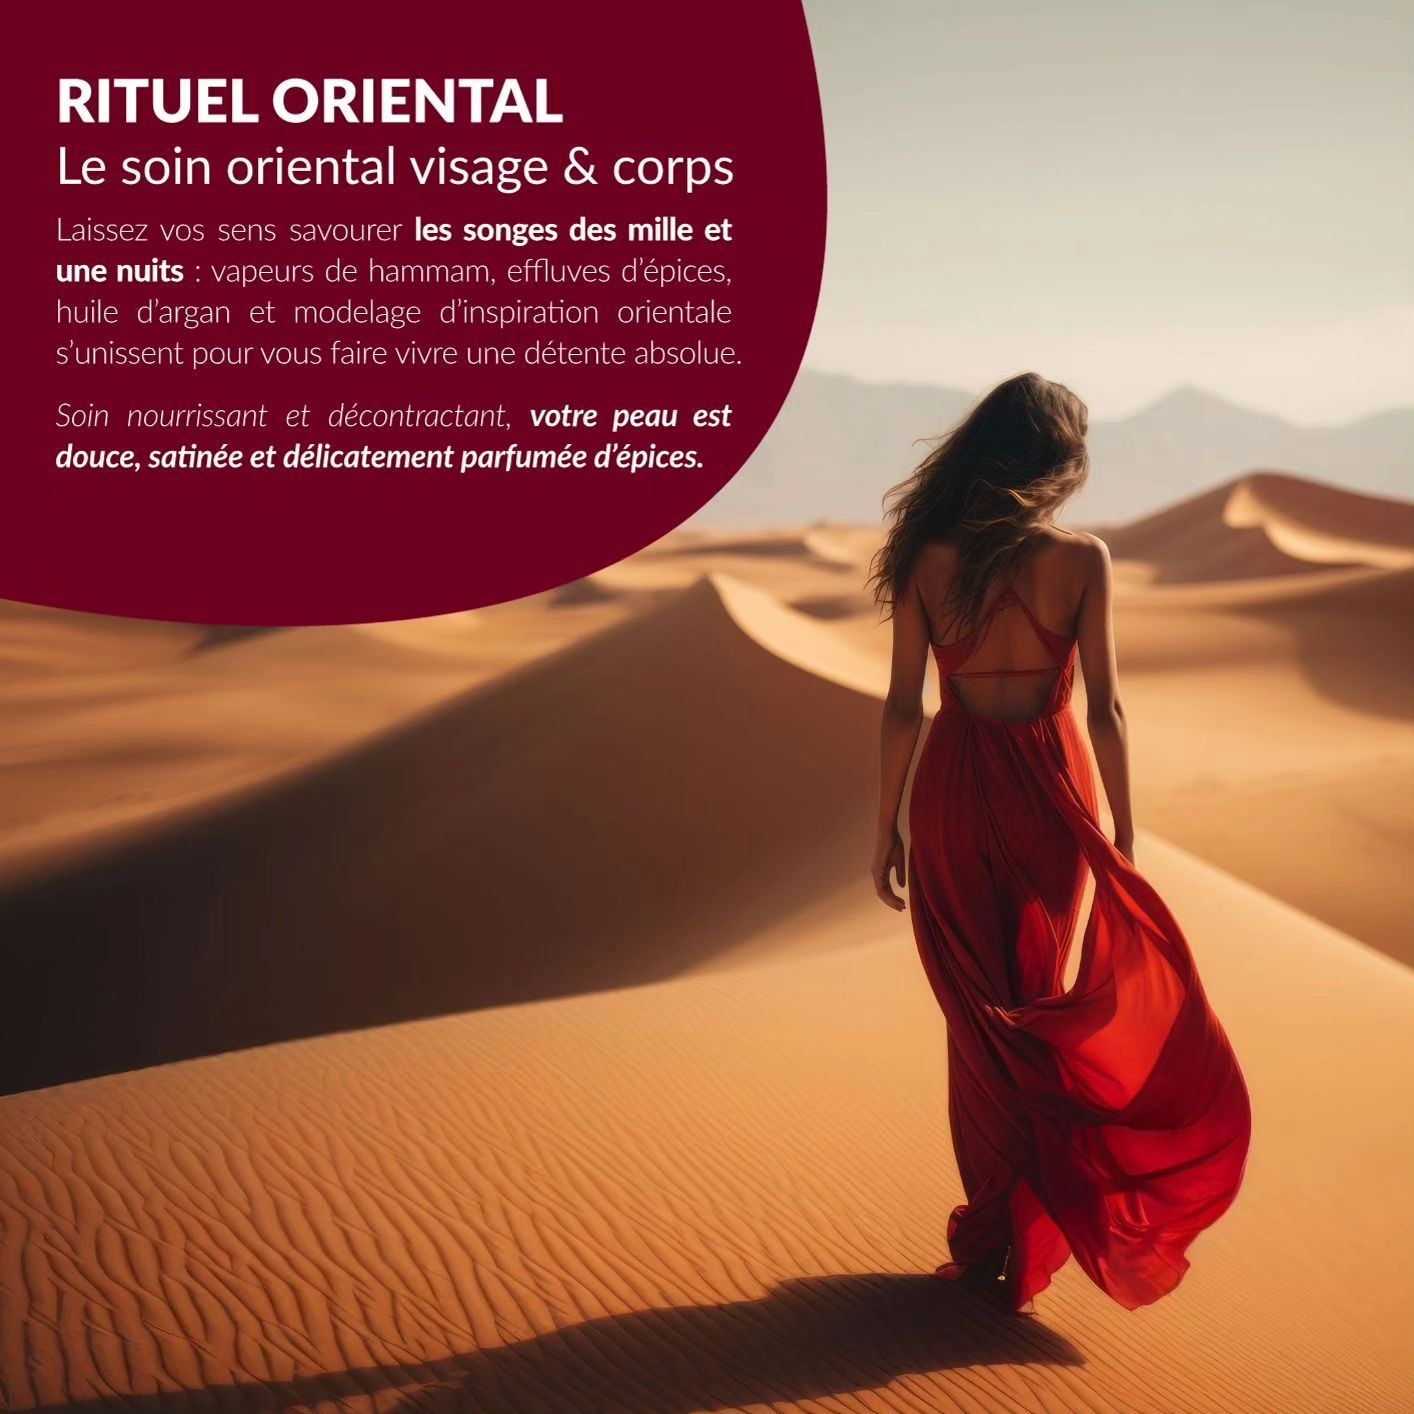 RITUEL ORIENTAL
Le soin oriental visage & corps
Laissez vos sens savourer les songes des mille et
une nuits : vapeurs de hammam, effluves d’épices,
huile d’argan et modelage d’inspiration orientale
s’unissent pour vous faire vivre une détente absolue.
Soin nourrissant et décontractant, votre peau est
douce, satinée et délicatement parfumée d’épices.